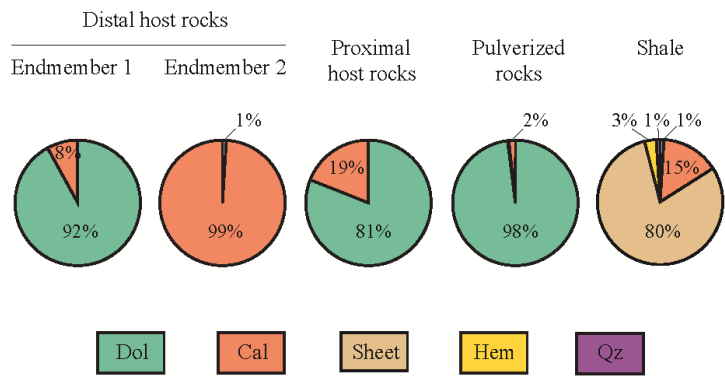 Distal host rocks
Endmember 1
Endmember 2
Proximal
host rocks
Pulverized
rocks
Shale
8%
92%
1%
99%
19%
81%
2%
98%
3%
1%
1%
15%
80%
Dol
Cal
Sheet
Hem
Qz